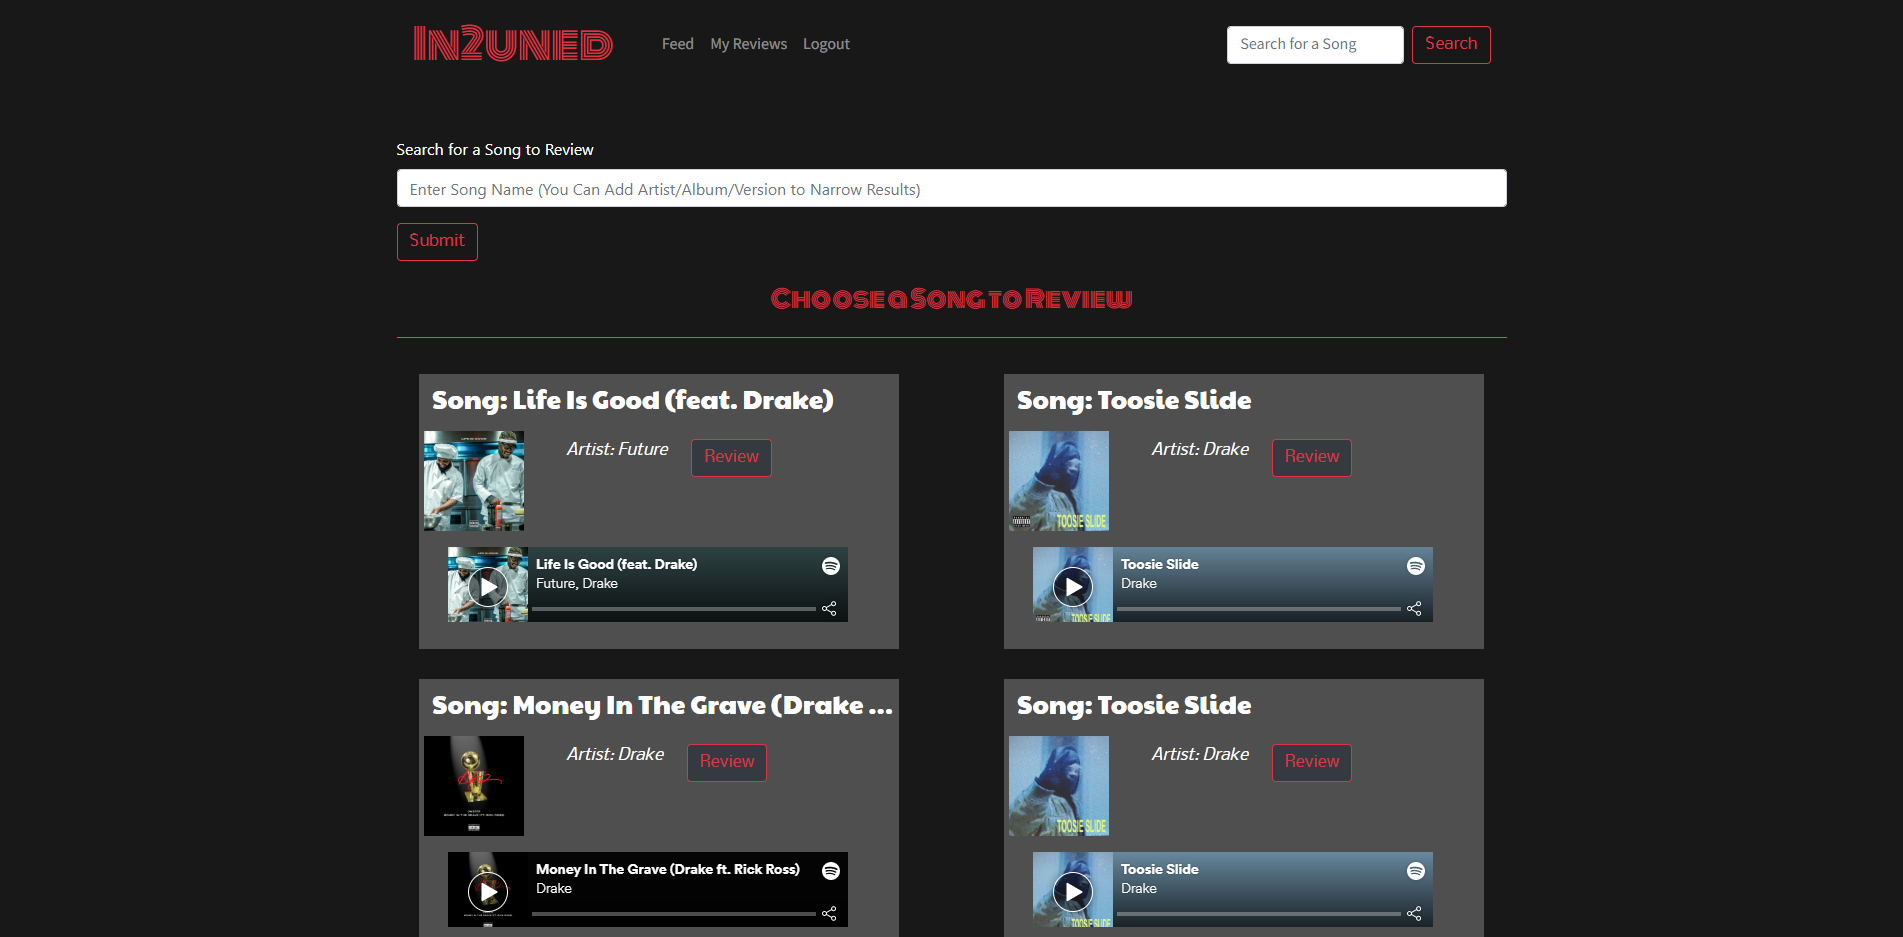 In2uned
Feed My Reviews Logout
Search for a Song Search
Search for a Song to Review
Enter Song Name (You Can Add Artist/Album/Version to Narrow Results)
Submit
Choose a Song to Review
Song: Life Is Good (feat. Drake)
Artist: Future Review
Life Is Good (feat. Drake)
Future, Drake
Song: Toosie Slide
Artist: Drake Review
TOOSIE SLIDE
Toosie Slide
Drake
TOOSIE SLIDE
Song: Money In The Grave (Drake ...
Artist: Drake Review
Money In The Grave (Drake ft. Rick Ross)
Drake
Song: Toosie Slide
Artist: Drake Review
TOOSIE SLIDE
Toosie Slide
Drake
TOOSIE SLIDE